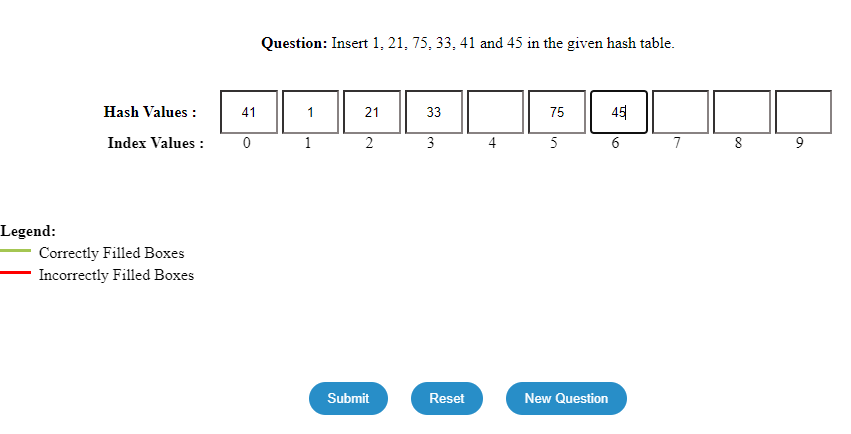 Question: Insert 1, 21, 75, 33, 41 and 45 in the given hash table.
Hash Values : 41 1 21 33 75 45
Index Values : 0 1 2 3 4 5 6 7 8 9
Legend:
Correctly Filled Boxes
Incorrectly Filled Boxes
Submit Reset New Question